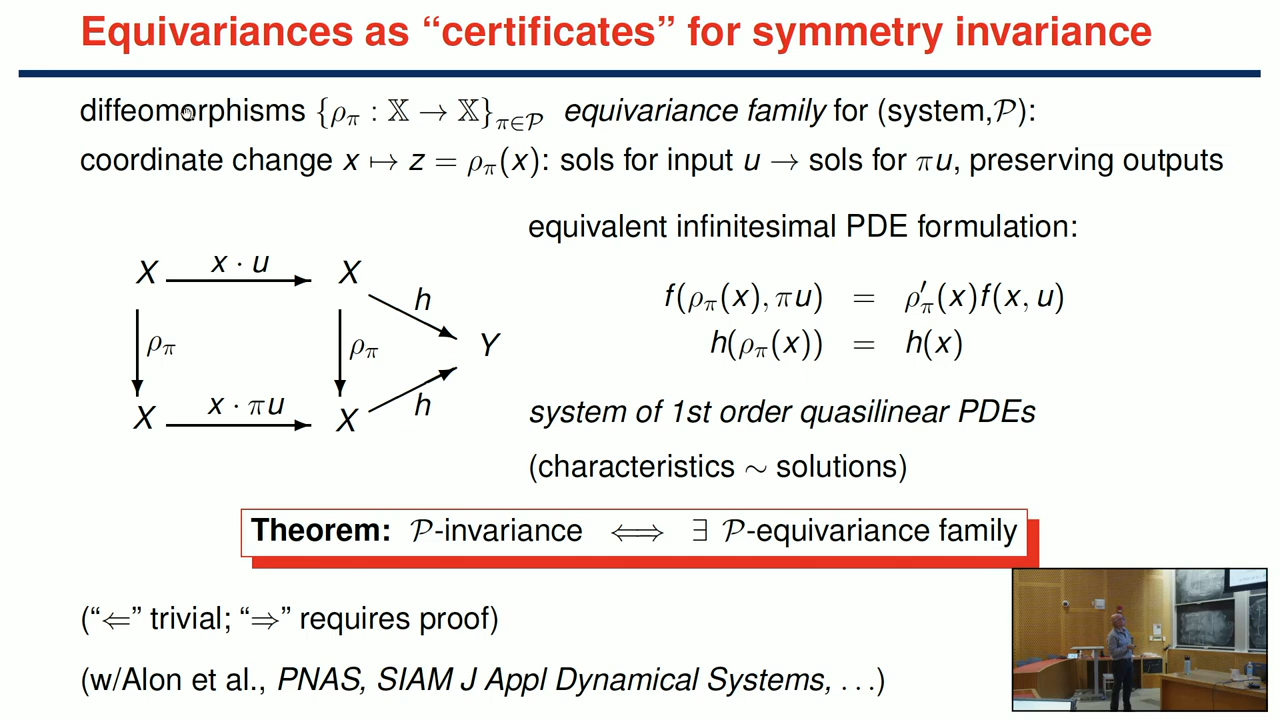 Equivariances as “certificates” for symmetry invariance
diffeomorphisms {ρ_π : 𝕏 → 𝕏}_{π∈𝒫} equivariance family for (system,𝒫):
coordinate change x ↦ z = ρ_π(x): sols for input u → sols for πu, preserving outputs
equivalent infinitesimal PDE formulation:
X x · u X
h
ρ_π ρ_π Y
X x · πu X
h
f(ρ_π(x), πu) = ρ′_π(x)f(x, u)
h(ρ_π(x)) = h(x)
system of 1st order quasilinear PDEs
(characteristics ∼ solutions)
Theorem: 𝒫-invariance ⟺ ∃ 𝒫-equivariance family
(“⇐” trivial; “⇒” requires proof)
(w/Alon et al., PNAS, SIAM J Appl Dynamical Systems, . . .)